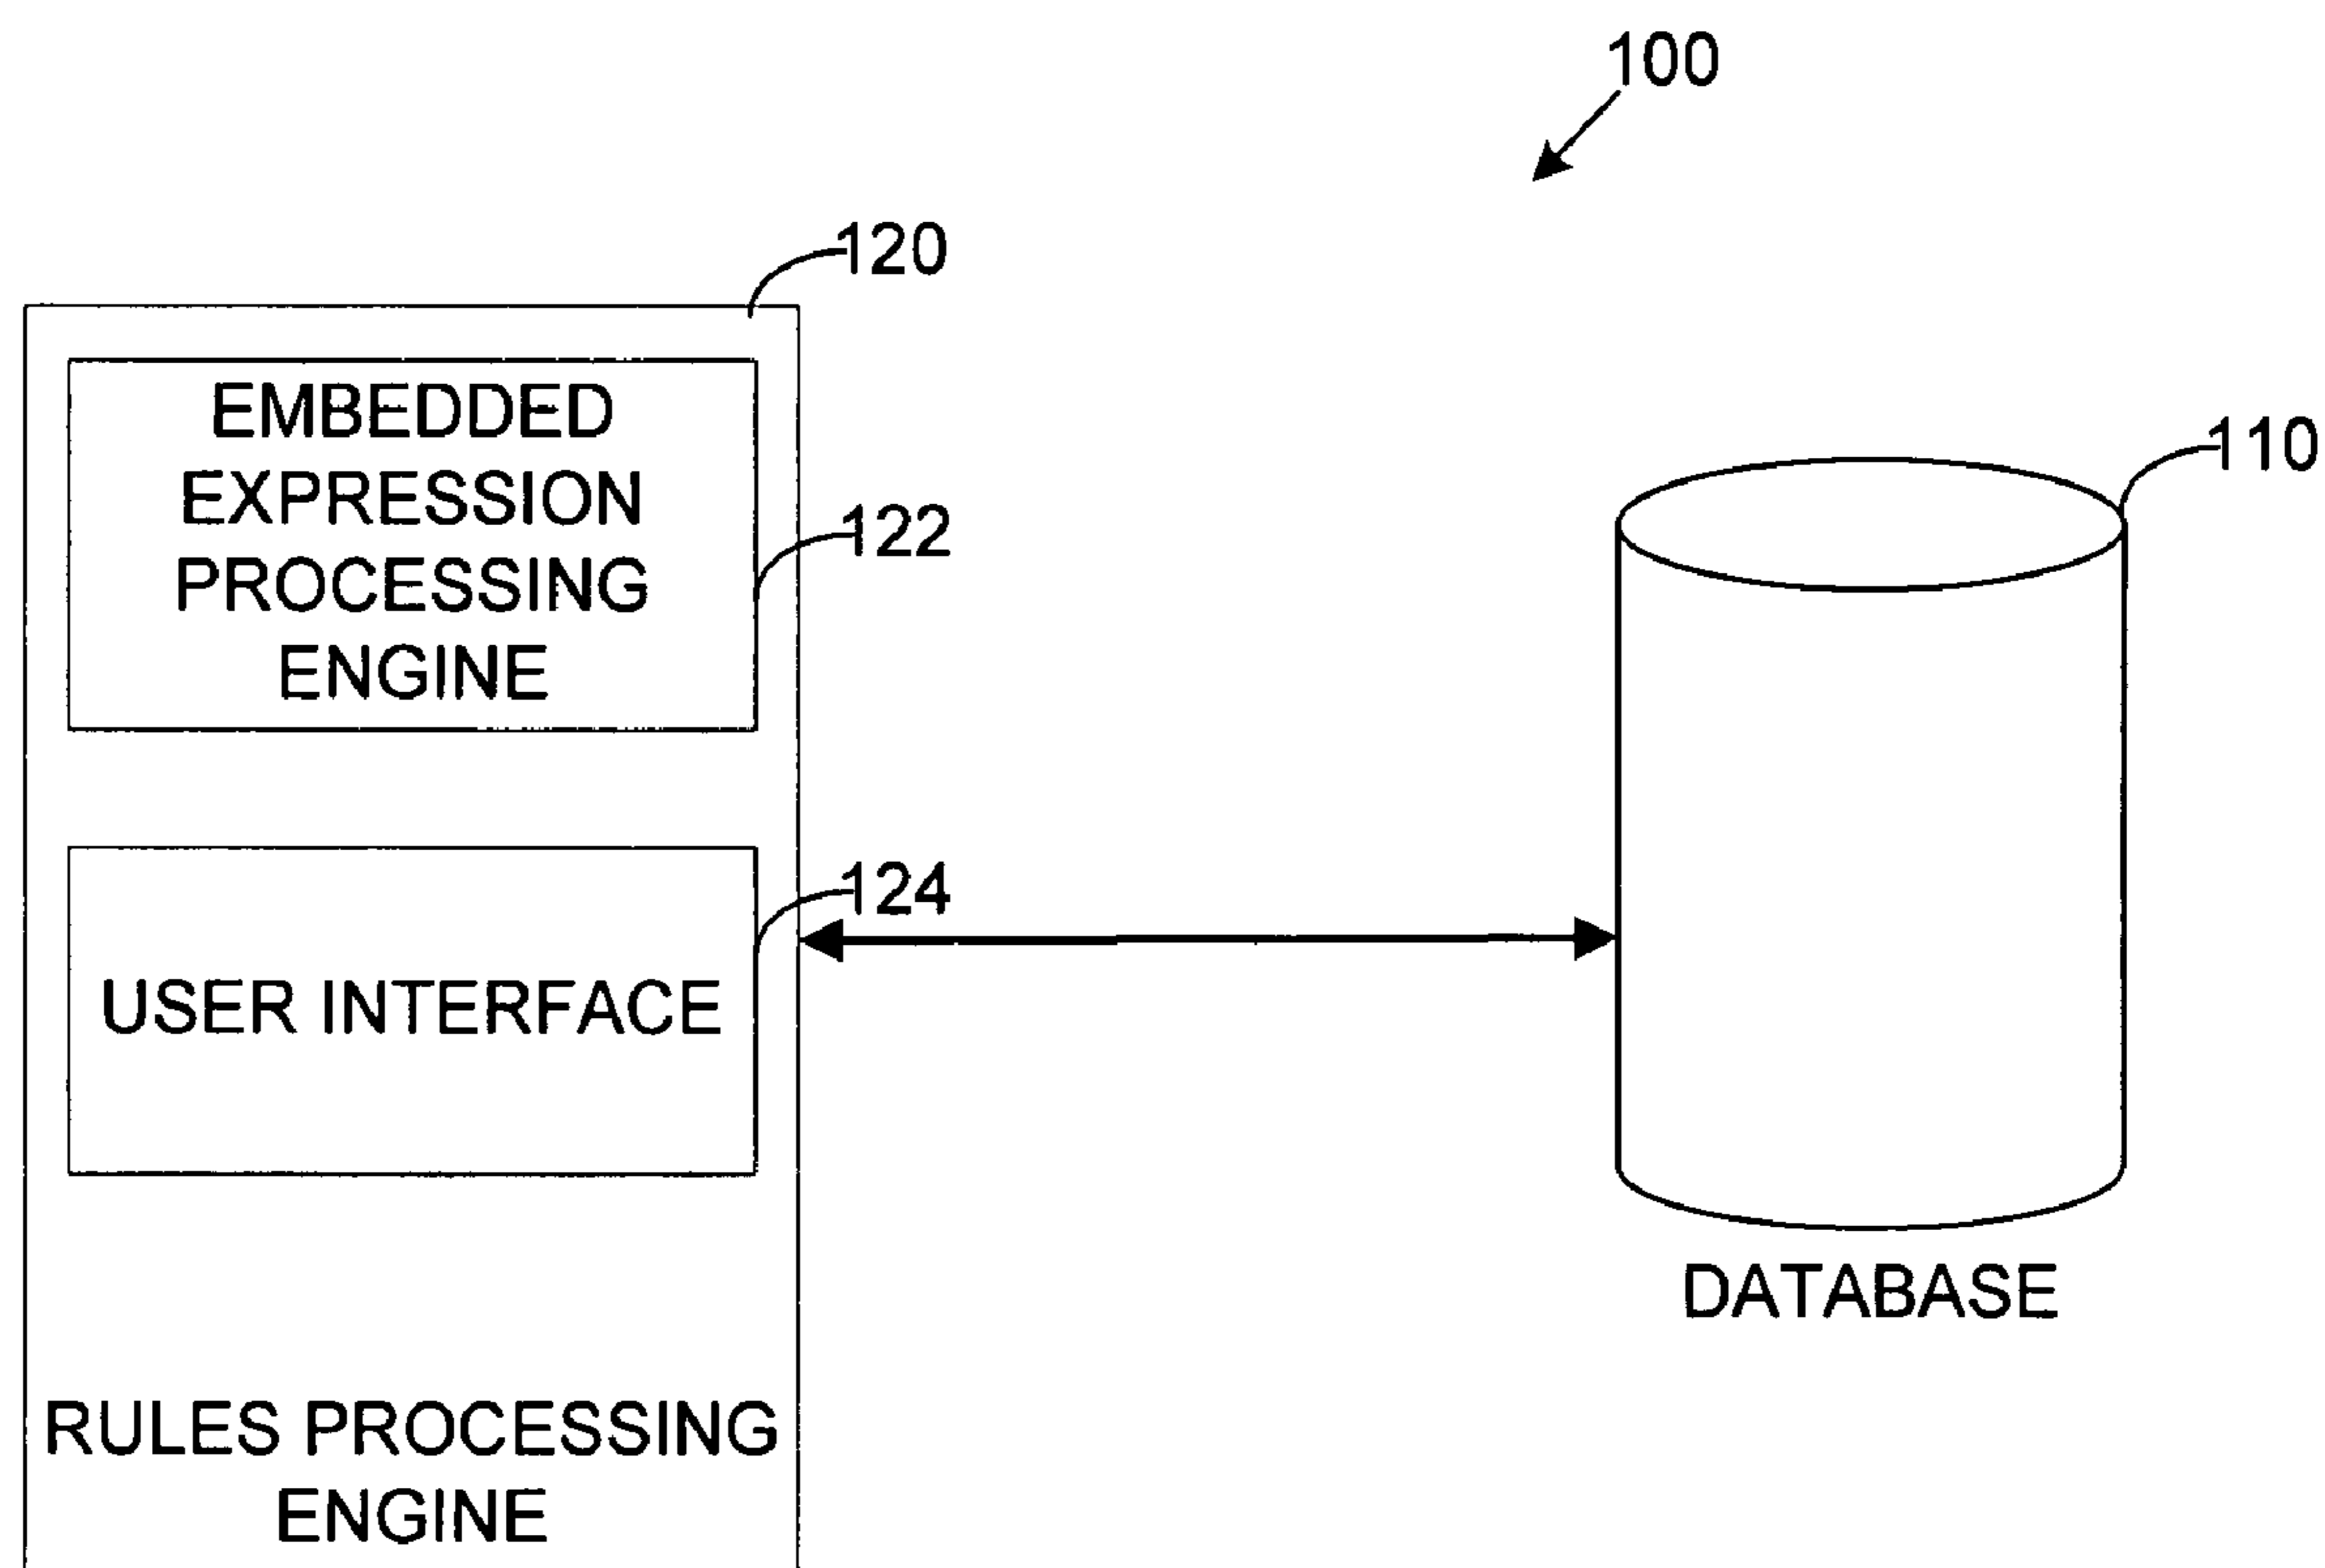 100
120
EMBEDDED
EXPRESSION
PROCESSING
ENGINE
122
110
124
USER INTERFACE
DATABASE
RULES PROCESSING
ENGINE